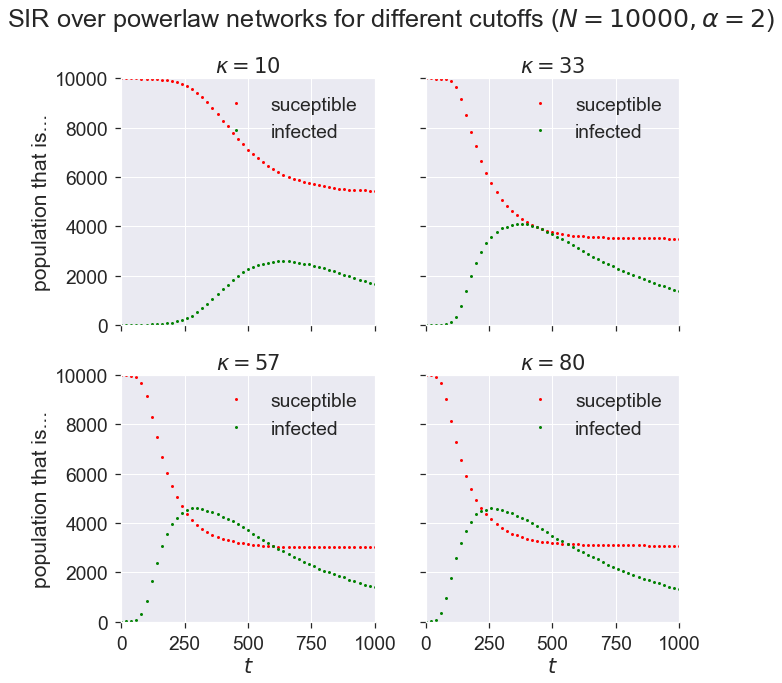 SIR over powerlaw networks for different cutoffs (N = 10000, α = 2)
κ = 10
10000
8000
6000
4000
2000
0
population that is...
suceptible
infected
κ = 33
suceptible
infected
κ = 57
10000
8000
6000
4000
2000
0
population that is...
suceptible
infected
0 250 500 750 1000
t
κ = 80
suceptible
infected
0 250 500 750 1000
t